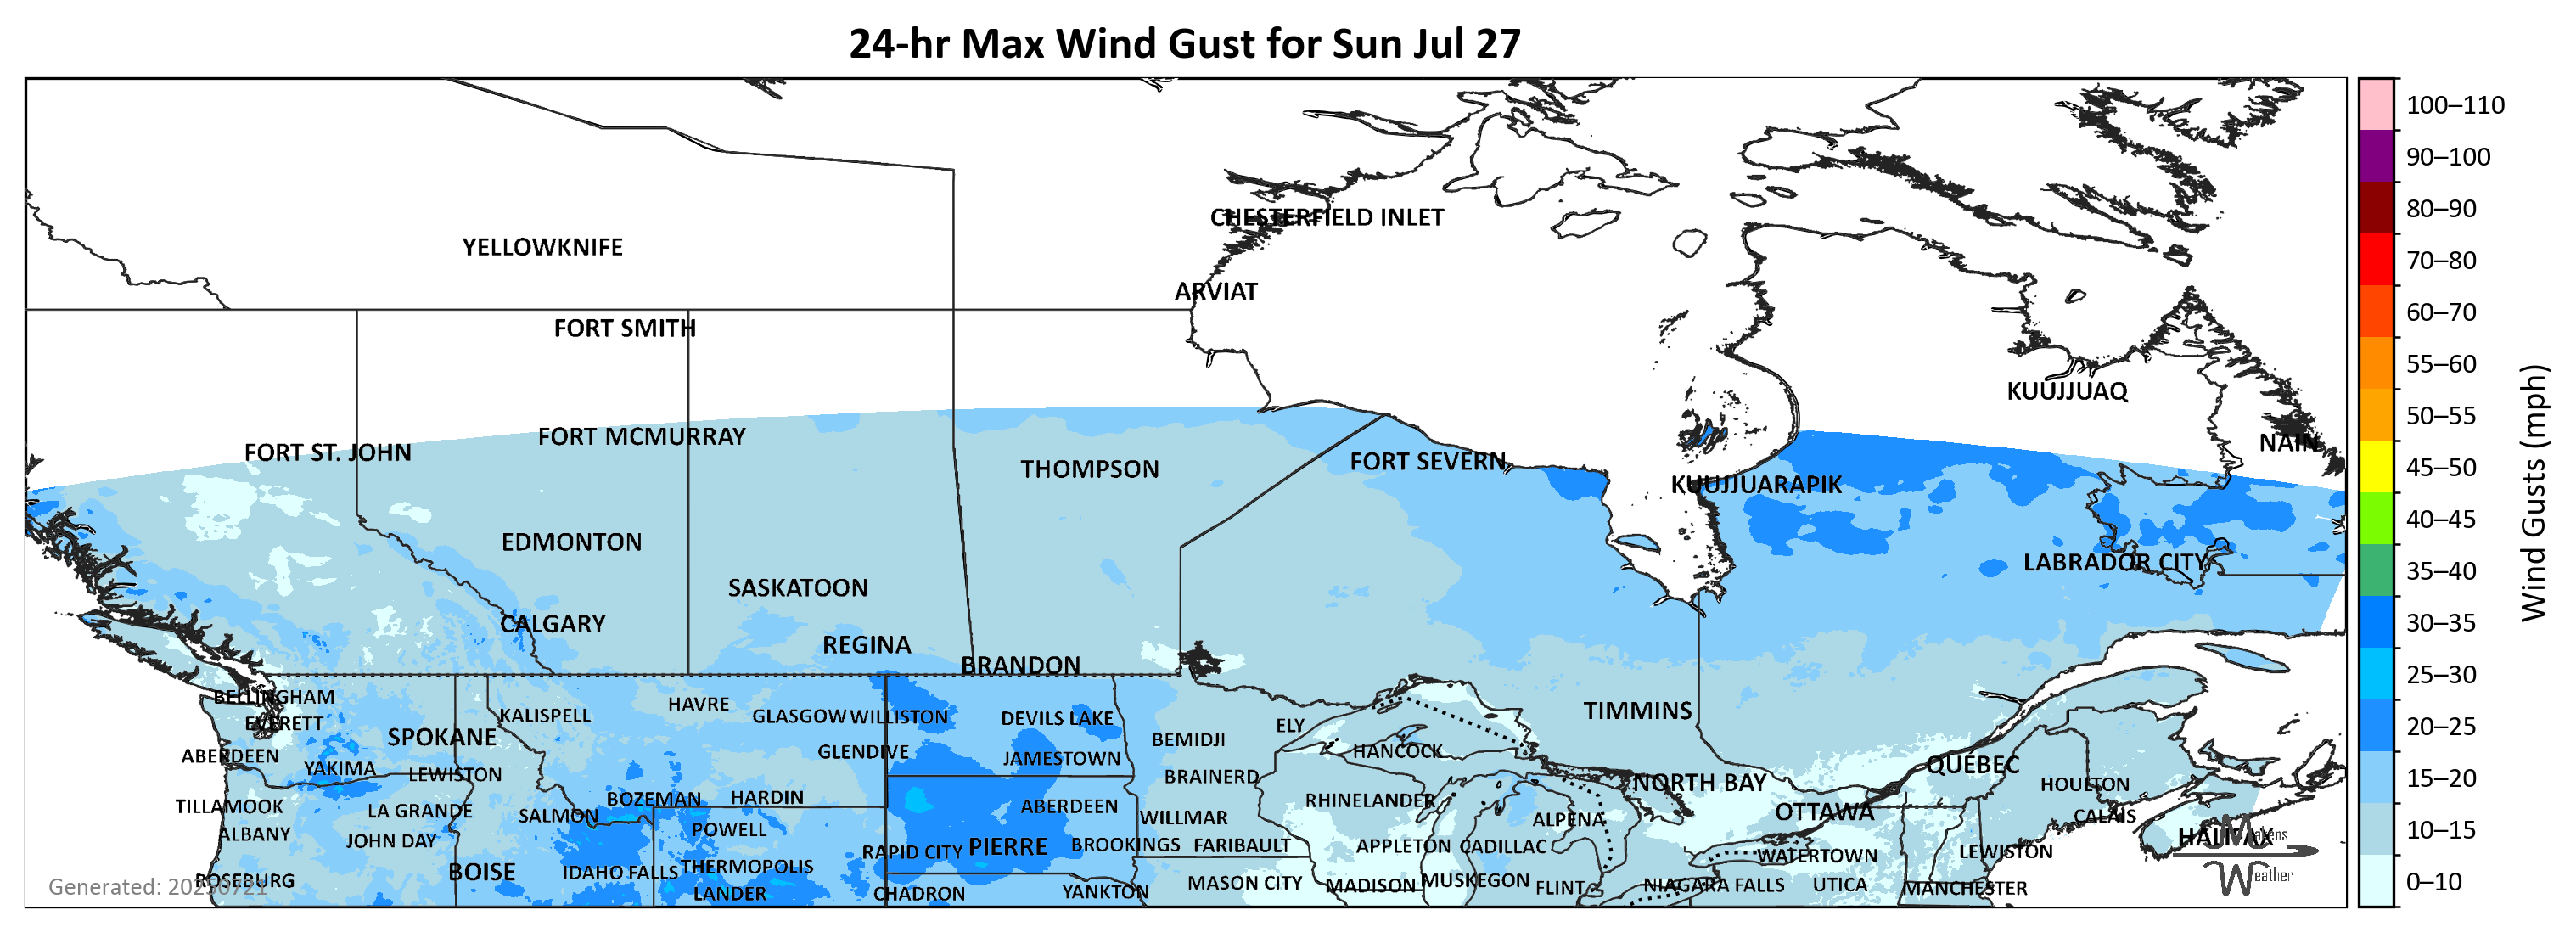 24-hr Max Wind Gust for Sun Jul 27
100–110
90–100
80–90
CHESTERFIELD INLET
YELLOWKNIFE
70–80
ARVIAT
60–70
FORT SMITH
55–60
KUUJJUAQ
50–55
FORT MCMURRAY
NAIN
FORT ST. JOHN
FORT SEVERN
THOMPSON
45–50
KUUJJUARAPIK
40–45
EDMONTON
LABRADOR CITY
35–40
SASKATOON
CALGARY
30–35
Wind Gusts (mph)
REGINA
BRANDON
25–30
BELLINGHAM
HAVRE
TIMMINS
KALISPELL
GLASGOW
WILLISTON
DEVILS LAKE
EVERETT
ELY
20–25
SPOKANE
BEMIDJI
GLENDIVE
HANCOCK
ABERDEEN
JAMESTOWN
QUÉBEC
YAKIMA
LEWISTON
BRAINERD
15–20
NORTH BAY
HOULTON
BOZEMAN
HARDIN
RHINELANDER
TILLAMOOK
ABERDEEN
LA GRANDE
OTTAWA
SALMON
WILLMAR
CALAIS
ALPENA
10–15
POWELL
ALBANY
HALIFAX
Makens
JOHN DAY
PIERRE
BROOKINGS
FARIBAULT
APPLETON
CADILLAC
RAPID CITY
LEWISTON
WATERTOWN
THERMOPOLIS
BOISE
IDAHO FALLS
Weather
ROSEBURG
0–10
MUSKEGON
MASON CITY
MADISON
NIAGARA FALLS
UTICA
Generated: 20250721
FLINT
MANCHESTER
LANDER
CHADRON
YANKTON